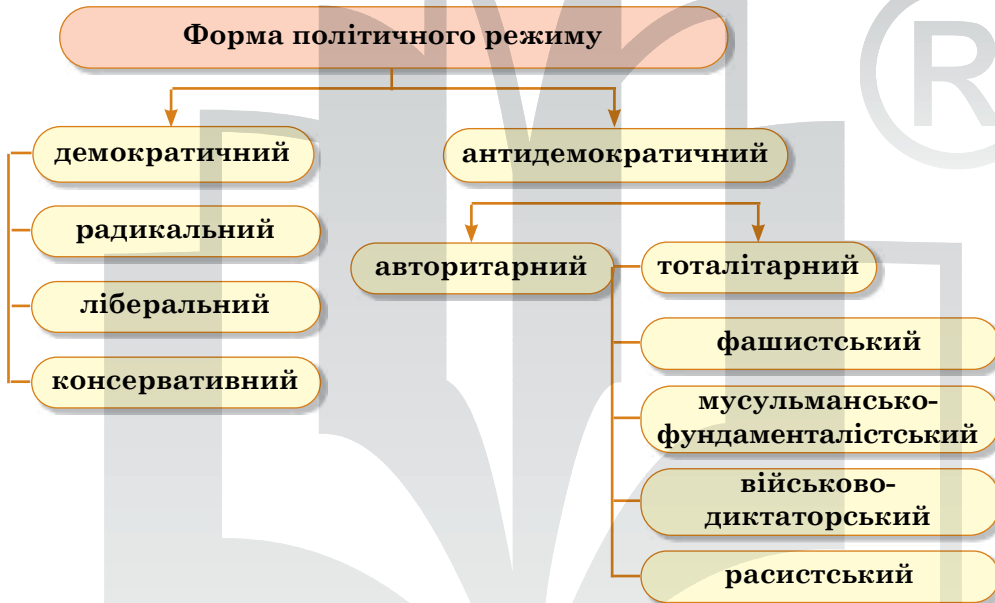 Форма політичного режиму
демократичний
радикальний
ліберальний
консервативний
антидемократичний
авторитарний
тоталітарний
фашистський
мусульмансько-
фундаменталістський
військово-
диктаторський
расистський
R